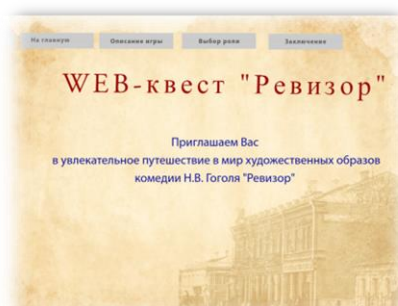 На главную Описание игры Выбор роли Заключение
WEB-квест "Ревизор"
Приглашаем Вас
в увлекательное путешествие в мир художественных образов
комедии Н.В. Гоголя "Ревизор"